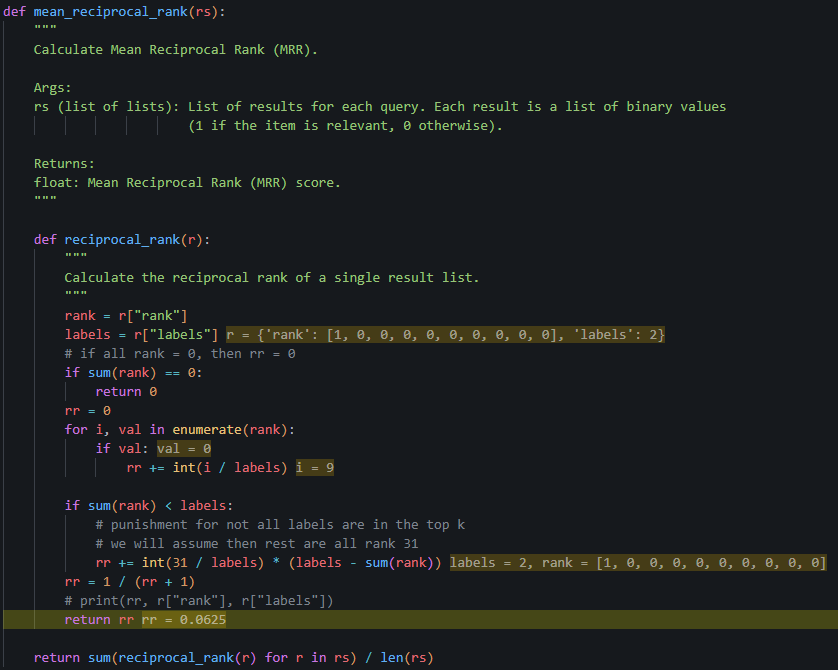 def mean_reciprocal_rank(rs):
    """
    Calculate Mean Reciprocal Rank (MRR).

    Args:
    rs (list of lists): List of results for each query. Each result is a list of binary values
                        (1 if the item is relevant, 0 otherwise).

    Returns:
    float: Mean Reciprocal Rank (MRR) score.
    """

    def reciprocal_rank(r):
        """
        Calculate the reciprocal rank of a single result list.
        """
        rank = r["rank"]
        labels = r["labels"] r = {'rank': [1, 0, 0, 0, 0, 0, 0, 0, 0, 0], 'labels': 2}
        # if all rank = 0, then rr = 0
        if sum(rank) == 0:
            return 0
        rr = 0
        for i, val in enumerate(rank):
            if val: val = 0
                rr += int(i / labels) i = 9

        if sum(rank) < labels:
            # punishment for not all labels are in the top k
            # we will assume then rest are all rank 31
            rr += int(31 / labels) * (labels - sum(rank)) labels = 2, rank = [1, 0, 0, 0, 0, 0, 0, 0, 0, 0]
        rr = 1 / (rr + 1)
        # print(rr, r["rank"], r["labels"])
        return rr rr = 0.0625

    return sum(reciprocal_rank(r) for r in rs) / len(rs)